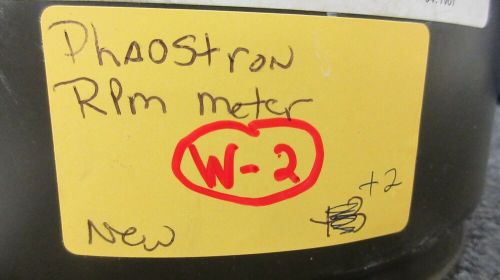 PhAOStroN
RPm meter
W-2
+2
New